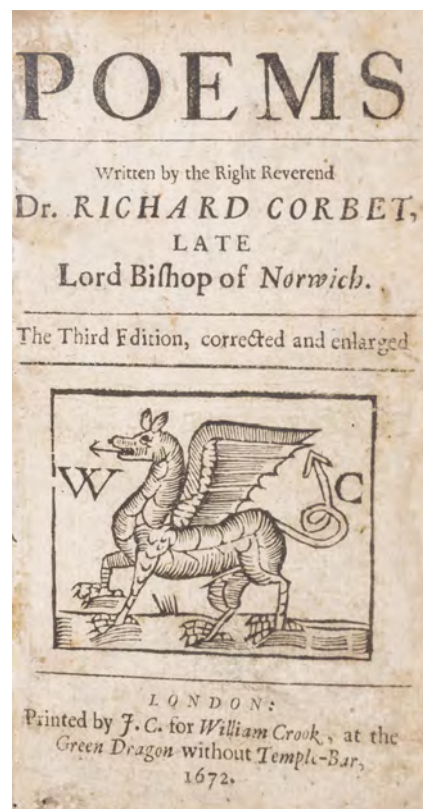 POEMS
Written by the Right Reverend
Dr. RICHARD CORBET,
LATE
Lord Biſhop of Norwich.
The Third Edition, corrected and enlarged
W C
LONDON:
Printed by J. C. for William Crook, at the
Green Dragon without Temple-Bar,
1672.